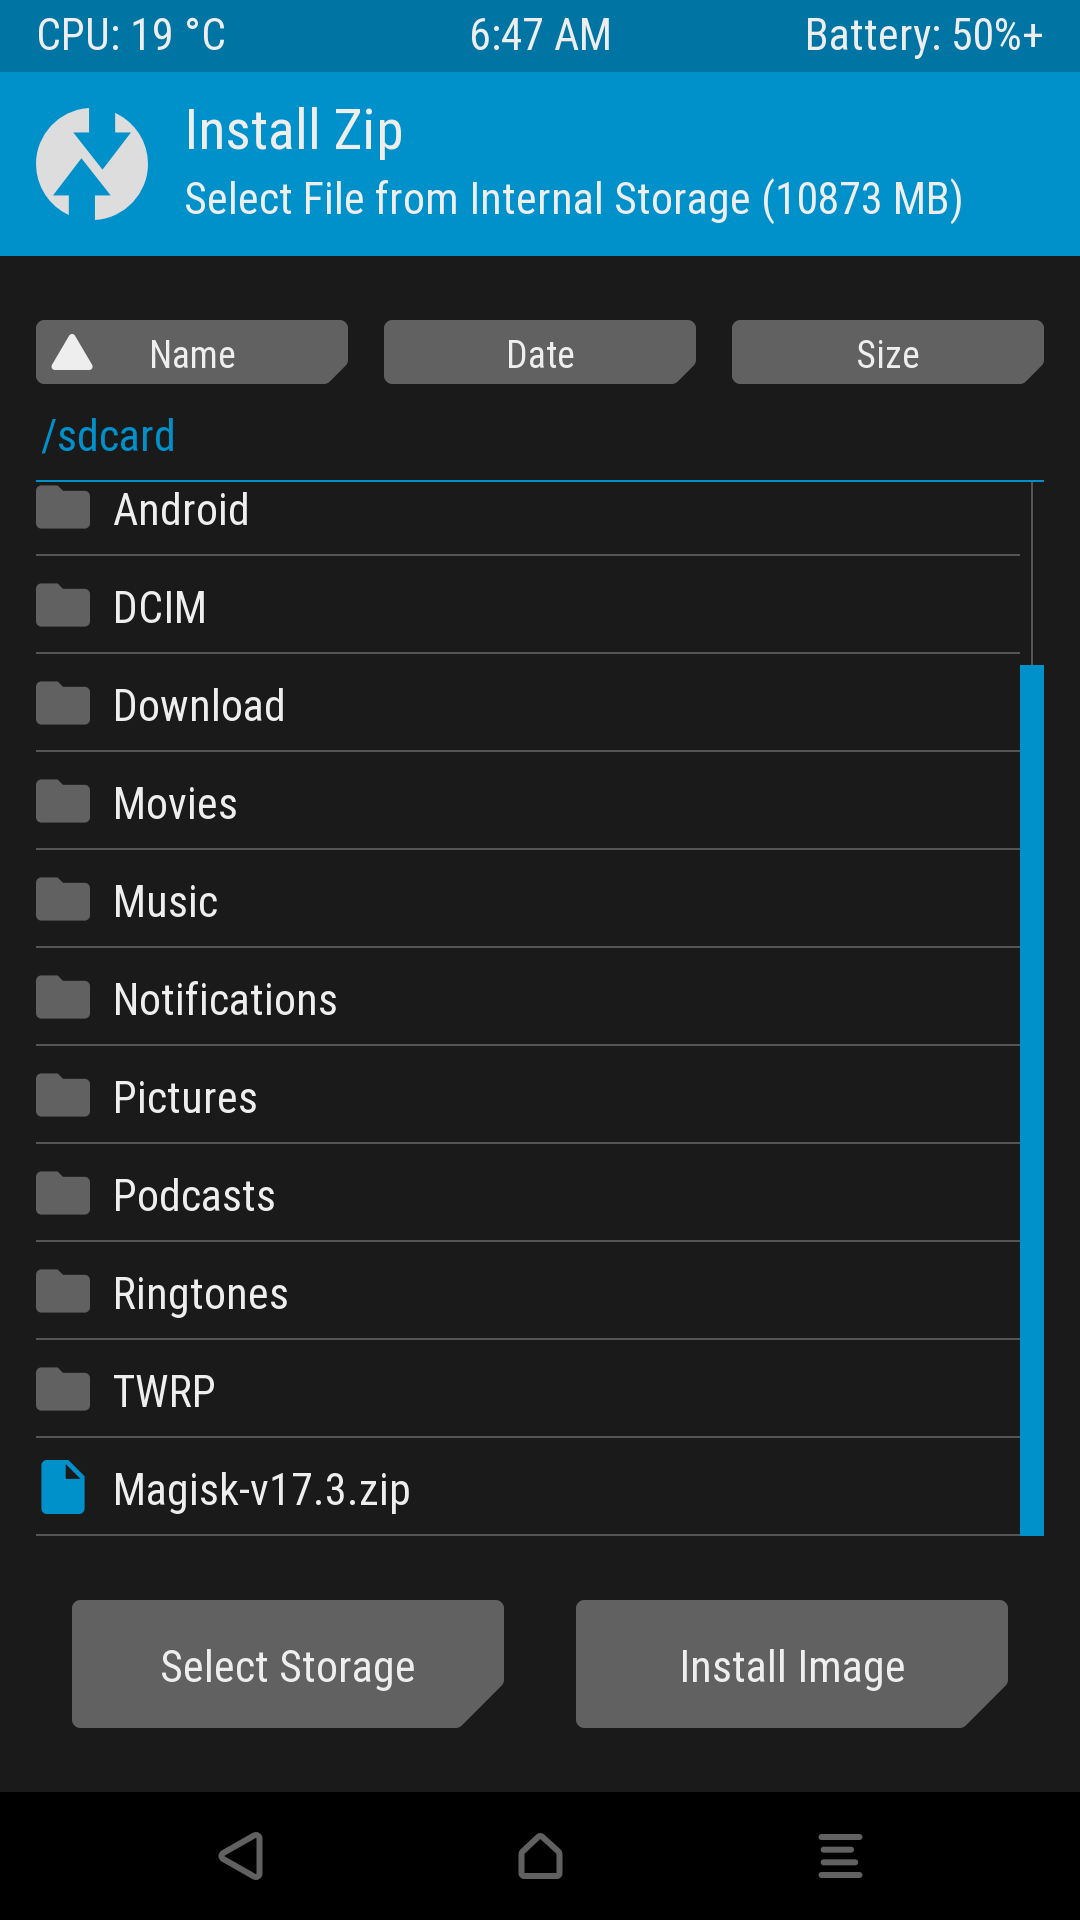 CPU: 19 °C 6:47 AM Battery: 50%+
Install Zip
Select File from Internal Storage (10873 MB)
Name Date Size
/sdcard
Android
DCIM
Download
Movies
Music
Notifications
Pictures
Podcasts
Ringtones
TWRP
Magisk-v17.3.zip
Select Storage Install Image